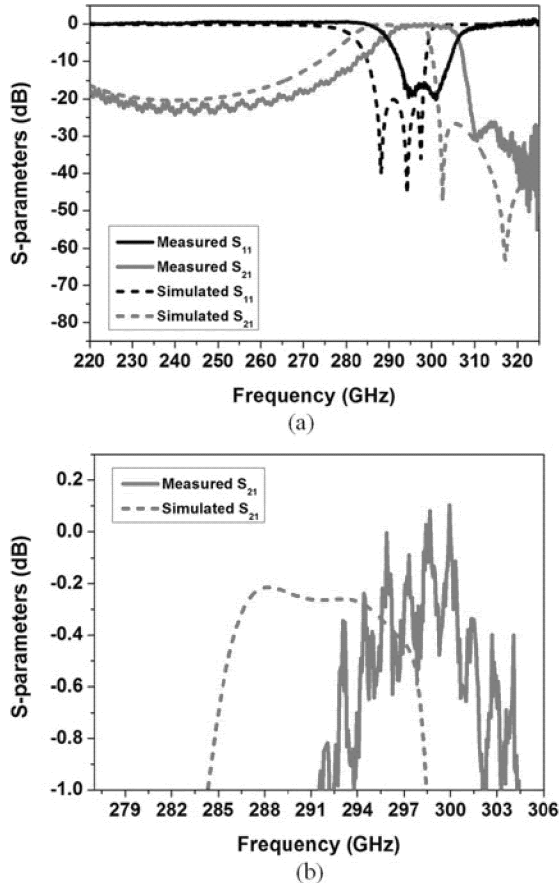 0
-10
-20
-30
-40
-50
-60
-70
-80
S-parameters (dB)
Measured S11
Measured S21
Simulated S11
Simulated S21
220 230 240 250 260 270 280 290 300 310 320
Frequency (GHz)
(a)
0.2
0.0
-0.2
-0.4
-0.6
-0.8
-1.0
S-parameters (dB)
Measured S21
Simulated S21
279 282 285 288 291 294 297 300 303 306
Frequency (GHz)
(b)